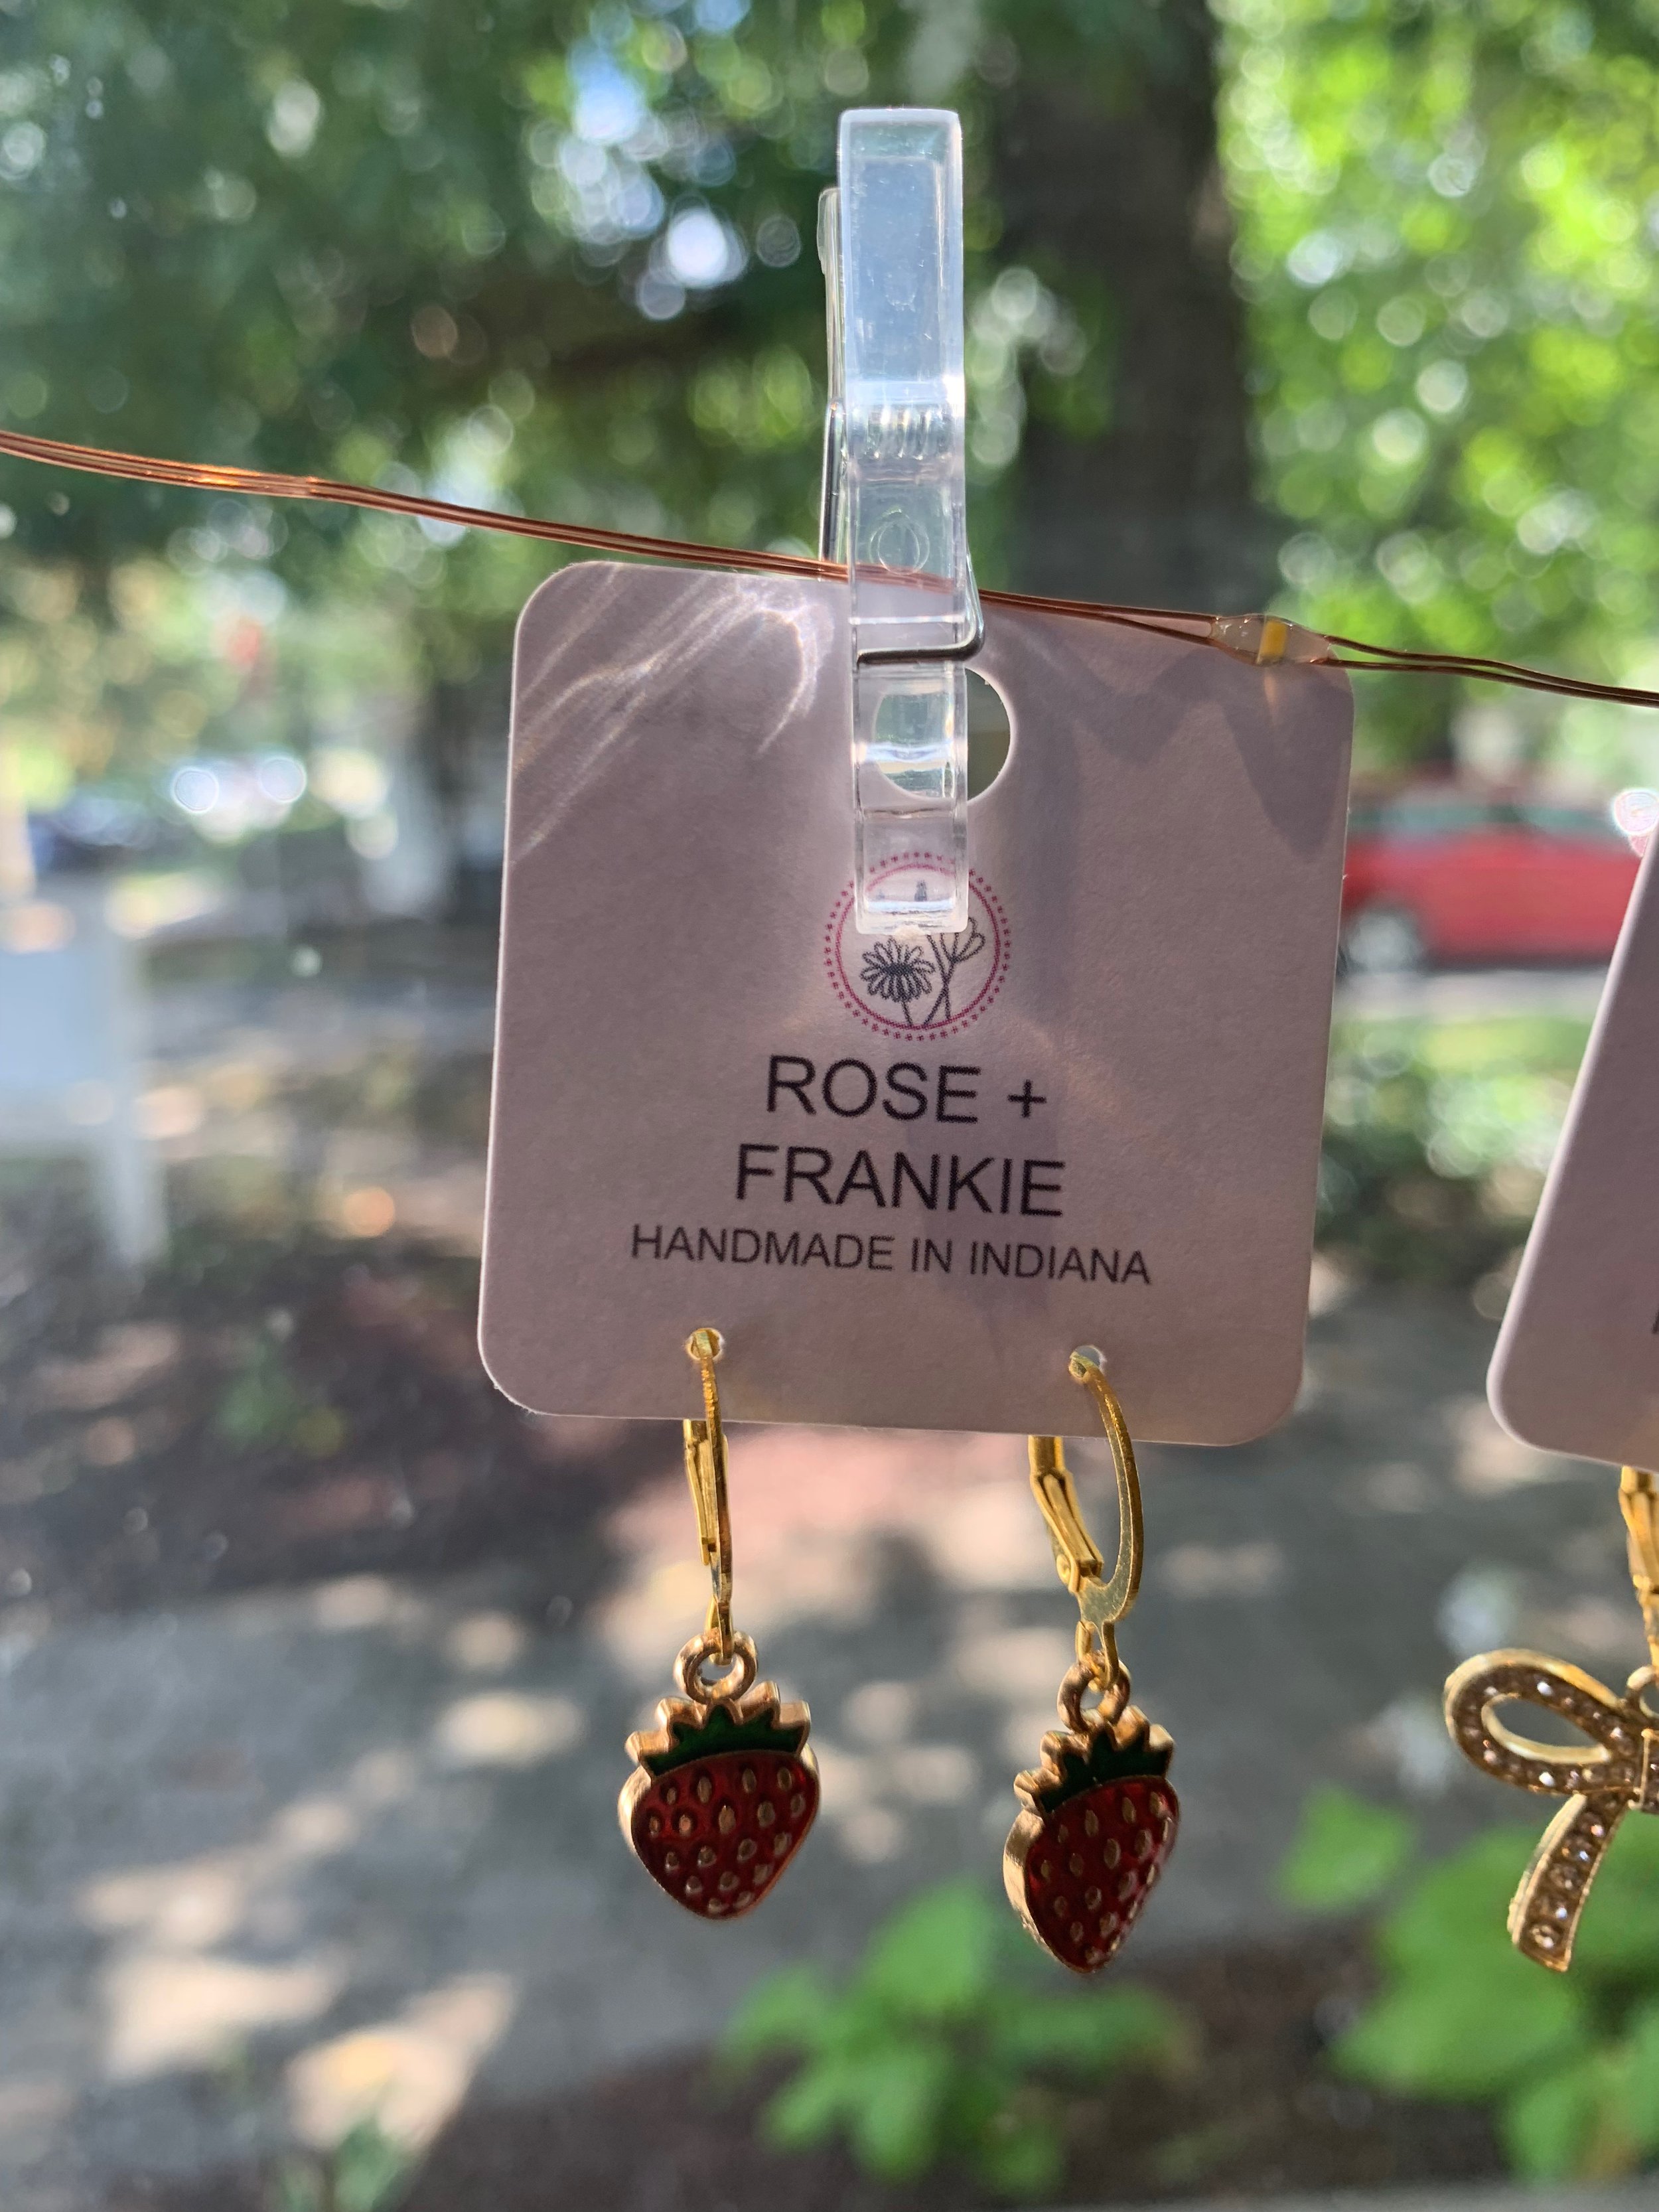 ROSE +
FRANKIE
HANDMADE IN INDIANA